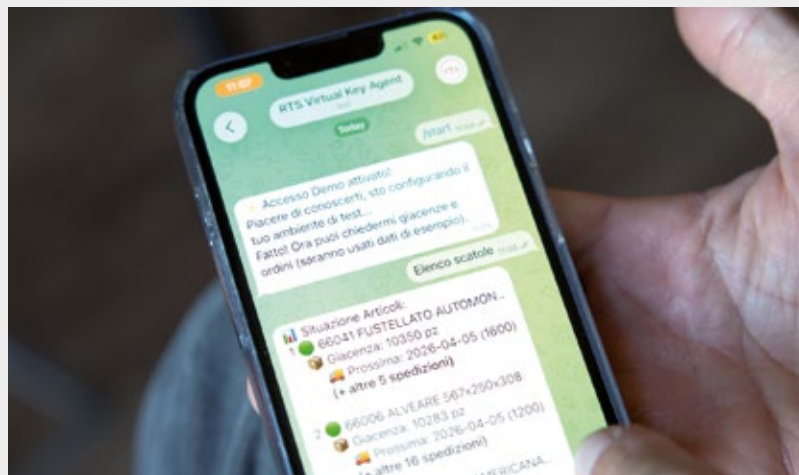 11:07
RTS Virtual Key Agent
bot
Today
/start
Accesso Demo attivato!
Piacere di conoscerti, sto configurando il
tuo ambiente di test...
Fatto! Ora puoi chiedermi giacenze e
ordini (saranno usati dati di esempio).
Elenco scatole
Situazione Articoli:
1 66041 FUSTELLATO AUTOMON...
Giacenza: 10350 pz
Prossima: 2026-04-05 (1600)
(+ altre 5 spedizioni)
2 66006 ALVEARE 567x250x308
Giacenza: 10283 pz
Prossima: 2026-04-05 (1200)
(+ altre 16 spedizioni)